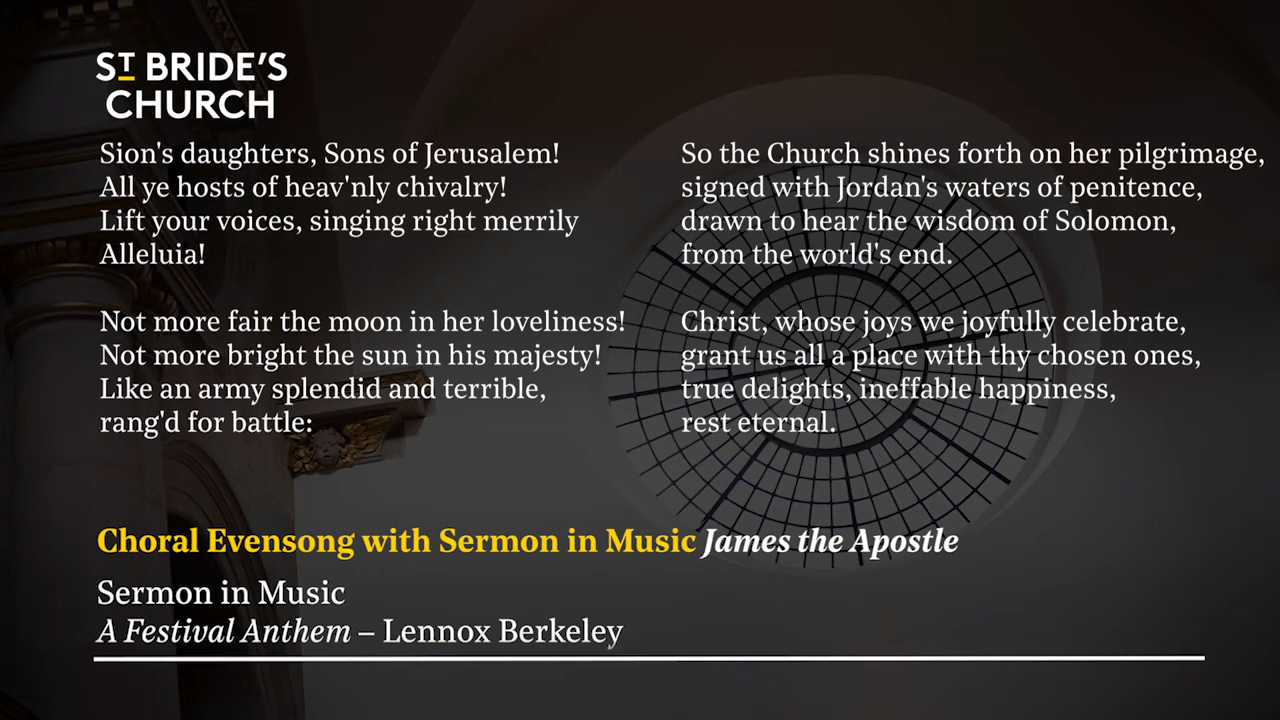 ST BRIDE'S
CHURCH
Sion's daughters, Sons of Jerusalem!
All ye hosts of heav'nly chivalry!
Lift your voices, singing right merrily
Alleluia!
Not more fair the moon in her loveliness!
Not more bright the sun in his majesty!
Like an army splendid and terrible,
rang'd for battle:
So the Church shines forth on her pilgrimage,
signed with Jordan's waters of penitence,
drawn to hear the wisdom of Solomon,
from the world's end.
Christ, whose joys we joyfully celebrate,
grant us all a place with thy chosen ones,
true delights, ineffable happiness,
rest eternal.
Choral Evensong with Sermon in Music James the Apostle
Sermon in Music
A Festival Anthem – Lennox Berkeley